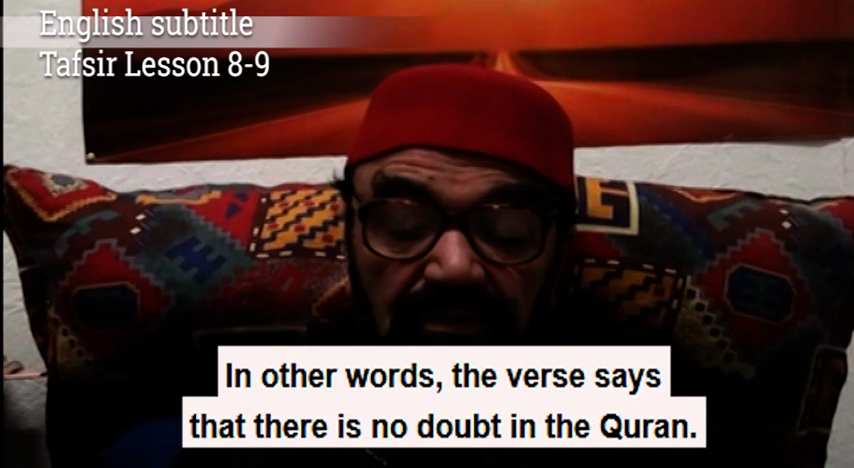 English subtitle
Tafsir Lesson 8-9
In other words, the verse says
that there is no doubt in the Quran.